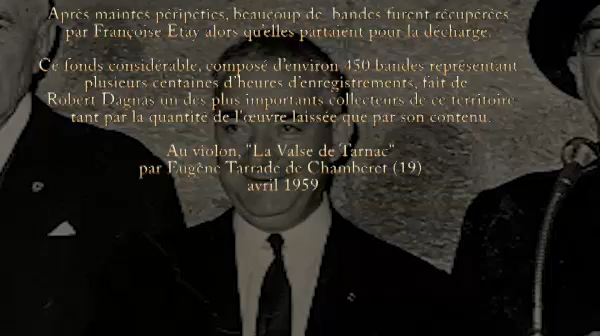 Après maintes péripéties, beaucoup de bandes furent récupérées
par Françoise Etay alors qu'elles partaient pour la décharge.
Ce fonds considérable, composé d'environ 450 bandes représentant
plusieurs centaines d'heures d'enregistrements, fait de
Robert Dagnas un des plus importants collecteurs de ce territoire
tant par la quantité de l'œuvre laissée que par son contenu.
Au violon, "La Valse de Tarnac"
par Eugène Tarrade de Chamberet (19)
avril 1959